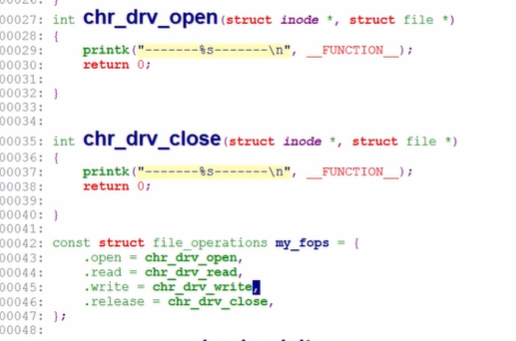 00027: int chr_drv_open(struct inode *, struct file *)
00028: {
00029:     printk("-------%s-------\n", __FUNCTION__);
00030:     return 0;
00031:
00032: }
00033:
00034:
00035: int chr_drv_close(struct inode *, struct file *)
00036: {
00037:     printk("-------%s-------\n", __FUNCTION__);
00038:     return 0;
00039:
00040: }
00041:
00042: const struct file_operations my_fops = {
00043:     .open = chr_drv_open,
00044:     .read = chr_drv_read,
00045:     .write = chr_drv_write,
00046:     .release = chr_drv_close,
00047: };
00048: